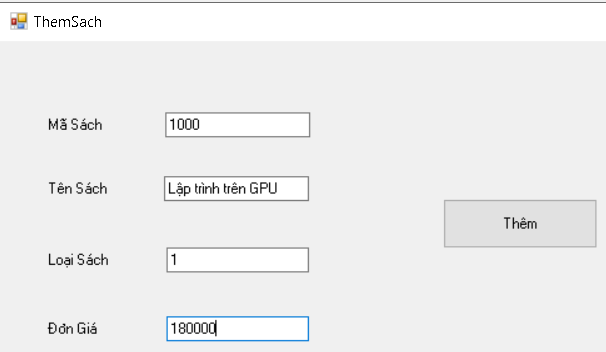 ThemSach
Mã Sách 1000
Tên Sách Lập trình trên GPU
Thêm
Loại Sách 1
Đơn Giá 180000